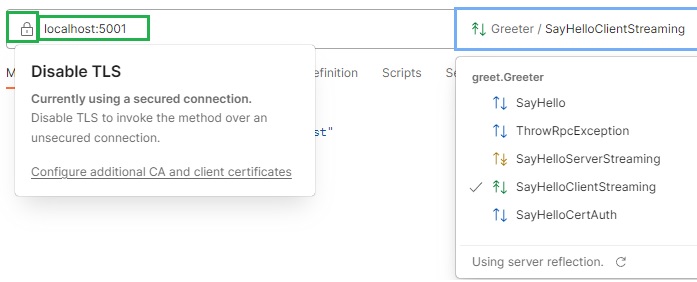 localhost:5001
Greeter / SayHelloClientStreaming
Disable TLS
Currently using a secured connection.
Disable TLS to invoke the method over an
unsecured connection.
Configure additional CA and client certificates
M
efinition
Scripts
Se
st"
greet.Greeter
SayHello
ThrowRpcException
SayHelloServerStreaming
SayHelloClientStreaming
SayHelloCertAuth
Using server reflection.